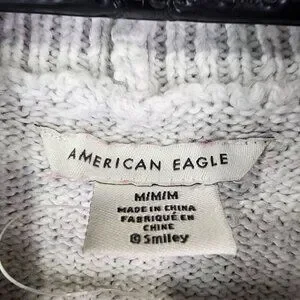 AMERICAN EAGLE
M/M/M
MADE IN CHINA
FABRIQUÉ EN
CHINE
Smiley